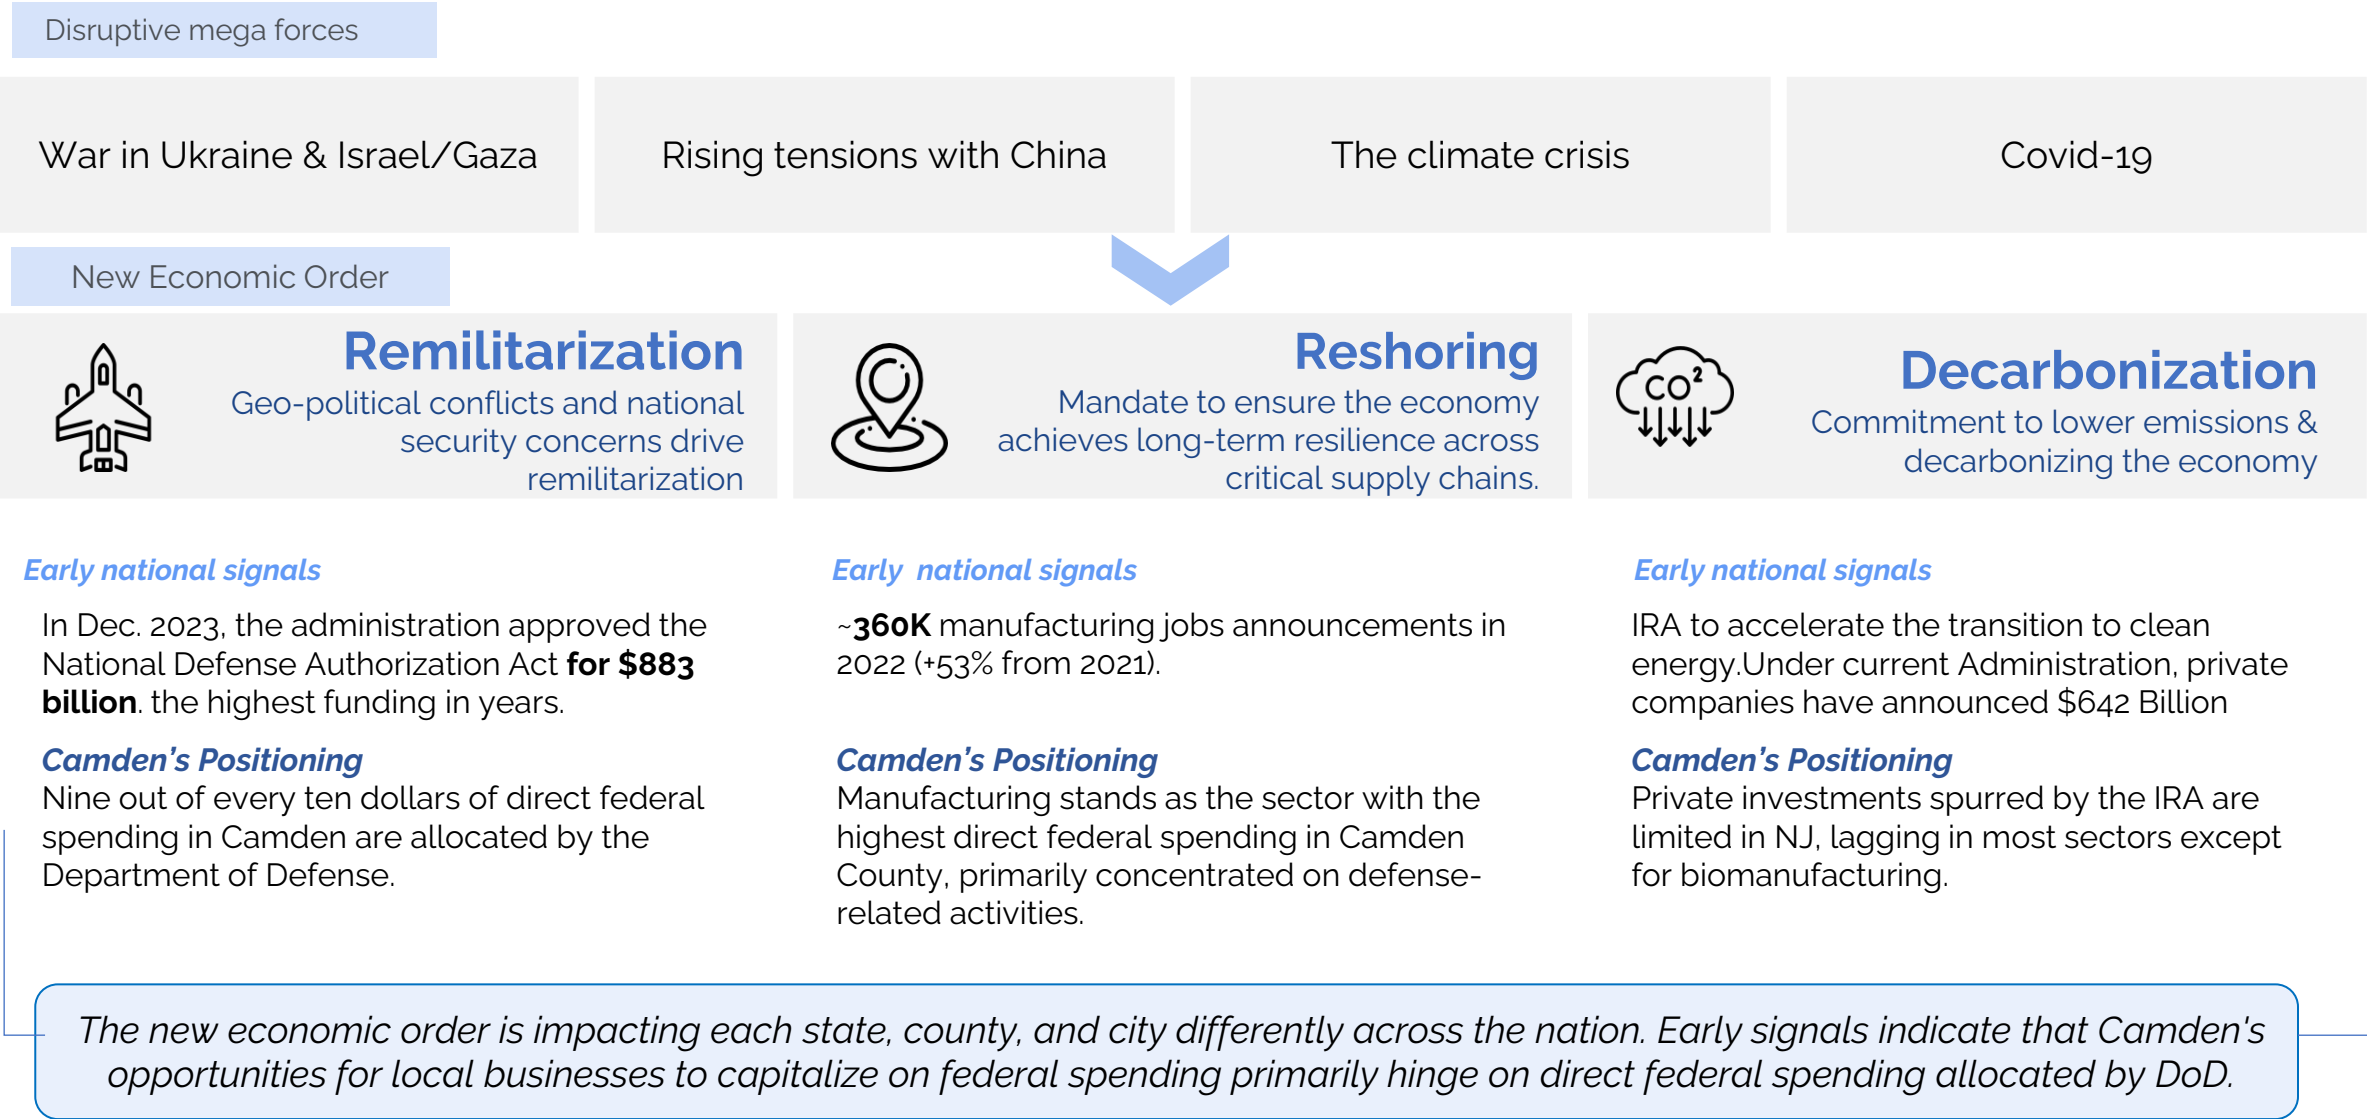 Disruptive mega forces
War in Ukraine & Israel/Gaza
Rising tensions with China
The climate crisis
Covid-19
New Economic Order
Remilitarization
Geo-political conflicts and national
security concerns drive
remilitarization
Reshoring
Mandate to ensure the economy
achieves long-term resilience across
critical supply chains.
CO²
Decarbonization
Commitment to lower emissions &
decarbonizing the economy
Early national signals
In Dec. 2023, the administration approved the
National Defense Authorization Act for $883
billion. the highest funding in years.
Camden’s Positioning
Nine out of every ten dollars of direct federal
spending in Camden are allocated by the
Department of Defense.
Early  national signals
~360K manufacturing jobs announcements in
2022 (+53% from 2021).
Camden’s Positioning
Manufacturing stands as the sector with the
highest direct federal spending in Camden
County, primarily concentrated on defense-
related activities.
Early national signals
IRA to accelerate the transition to clean
energy.Under current Administration, private
companies have announced $642 Billion
Camden’s Positioning
Private investments spurred by the IRA are
limited in NJ, lagging in most sectors except
for biomanufacturing.
The new economic order is impacting each state, county, and city differently across the nation. Early signals indicate that Camden's
opportunities for local businesses to capitalize on federal spending primarily hinge on direct federal spending allocated by DoD.